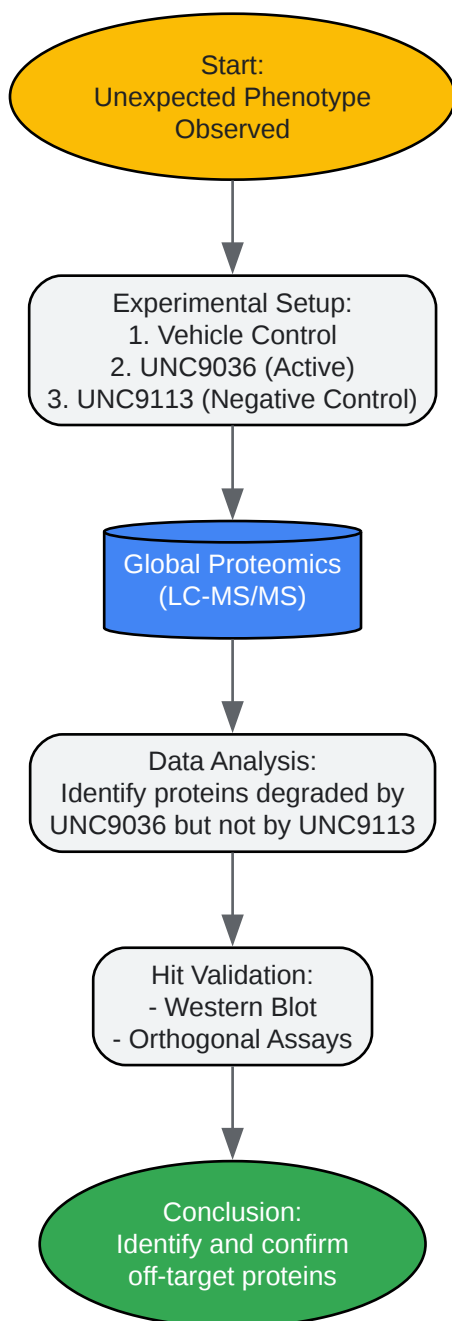 Start:
Unexpected Phenotype
Observed
Experimental Setup:
1. Vehicle Control
2. UNC9036 (Active)
3. UNC9113 (Negative Control)
Global Proteomics
(LC-MS/MS)
Data Analysis:
Identify proteins degraded by
UNC9036 but not by UNC9113
Hit Validation:
- Western Blot
- Orthogonal Assays
Conclusion:
Identify and confirm
off-target proteins